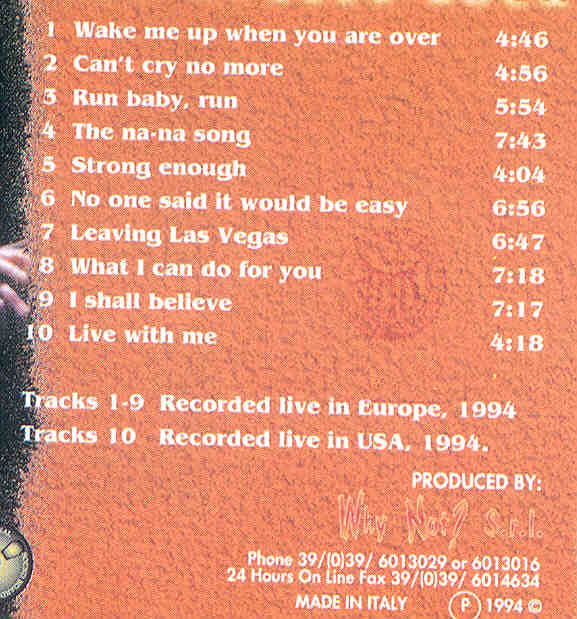 1 Wake me up when you are over 4:46
2 Can't cry no more 4:56
3 Run baby, run 5:54
4 The na-na song 7:43
5 Strong enough 4:04
6 No one said it would be easy 6:56
7 Leaving Las Vegas 6:47
8 What I can do for you 7:18
9 I shall believe 7:17
10 Live with me 4:18
Tracks 1-9 Recorded live in Europe, 1994
Tracks 10 Recorded live in USA, 1994.
PRODUCED BY:
Why Not? S.r.l.
Phone 39/(0)39/ 6013029 or 6013016
24 Hours On Line Fax 39/(0)39/ 6014634
MADE IN ITALY P 1994 ©